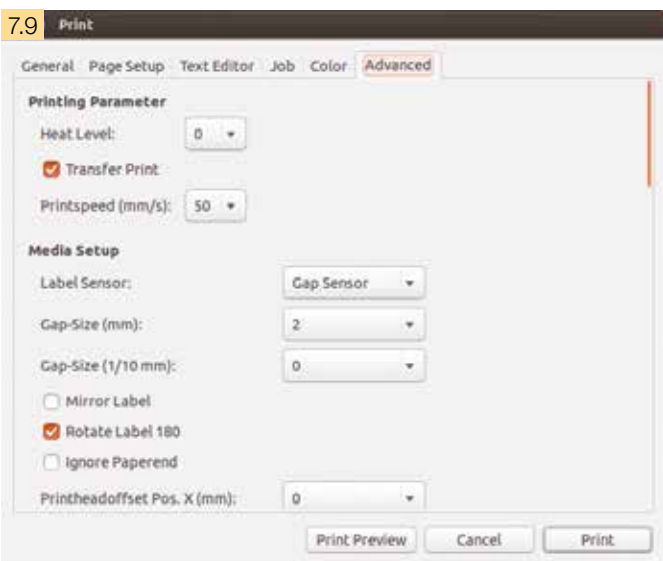 7.9 Print
General Page Setup Text Editor Job Color Advanced
Printing Parameter
Heat Level: 0
Transfer Print
Printspeed (mm/s): 50
Media Setup
Label Sensor: Gap Sensor
Gap-Size (mm): 2
Gap-Size (1/10 mm): 0
Mirror Label
Rotate Label 180
Ignore Paperend
Printheadoffset Pos. X (mm): 0
Print Preview Cancel Print